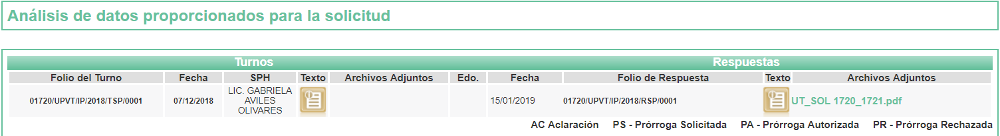 Análisis de datos proporcionados para la solicitud
Turnos Respuestas
Folio del Turno Fecha SPH Texto Archivos Adjuntos Edo. Fecha Folio de Respuesta Texto Archivos Adjuntos
01720/UPVT/IP/2018/TSP/0001 07/12/2018 LIC. GABRIELA AVILES OLIVARES 15/01/2019 01720/UPVT/IP/2018/RSP/0001 UT_SOL 1720_1721.pdf
AC Aclaración PS - Prórroga Solicitada PA - Prórroga Autorizada PR - Prórroga Rechazada